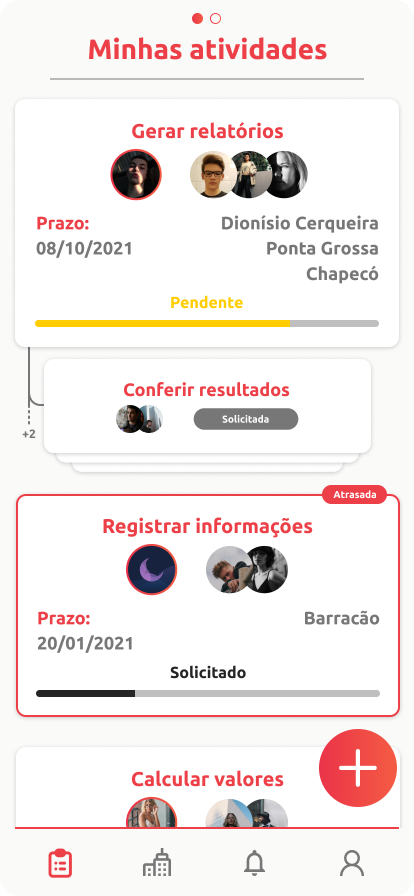 Minhas atividades
Gerar relatórios
Prazo:
08/10/2021
Dionísio Cerqueira
Ponta Grossa
Chapecó
Pendente
Conferir resultados
Solicitada
+2
Atrasada
Registrar informações
Prazo:
20/01/2021
Barracão
Solicitado
Calcular valores